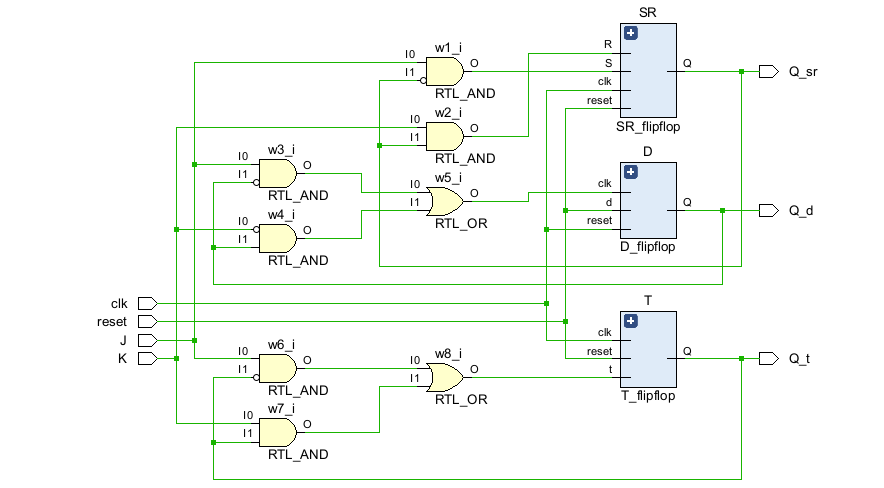 SR
w1_i
I0
I1
O
RTL_AND
R
S
clk
reset
Q
SR_flipflop
Q_sr
w2_i
I0
I1
O
RTL_AND
w3_i
I0
I1
O
RTL_AND
w4_i
I0
I1
O
RTL_AND
w5_i
I0
I1
O
RTL_OR
D
clk
d
reset
Q
D_flipflop
Q_d
clk
reset
J
K
w6_i
I0
I1
O
RTL_AND
w7_i
I0
I1
O
RTL_AND
w8_i
I0
I1
O
RTL_OR
T
clk
reset
t
Q
T_flipflop
Q_t